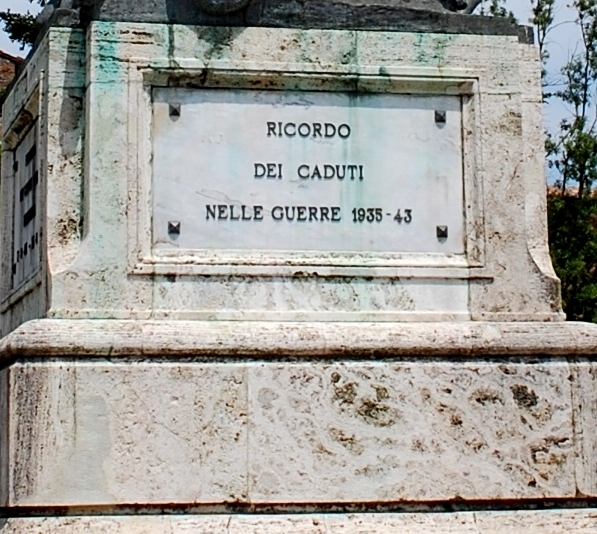 RICORDO
DEI CADUTI
NELLE GUERRE 1935-43